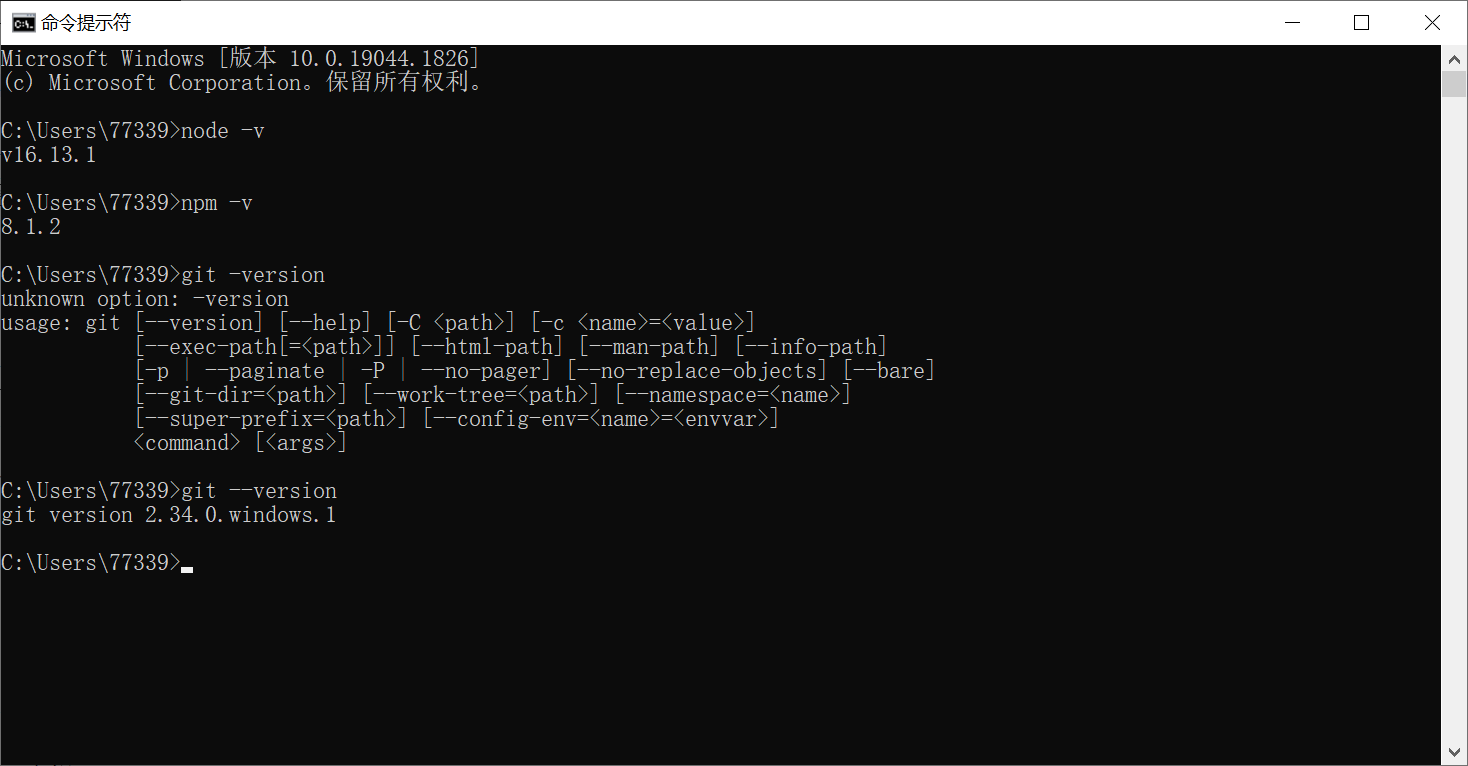 命令提示符
Microsoft Windows [版本 10.0.19044.1826]
(c) Microsoft Corporation。保留所有权利。
C:\Users\77339>node -v
v16.13.1
C:\Users\77339>npm -v
8.1.2
C:\Users\77339>git -version
unknown option: -version
usage: git [--version] [--help] [-C <path>] [-c <name>=<value>]
[--exec-path[=<path>]] [--html-path] [--man-path] [--info-path]
[-p | --paginate | -P | --no-pager] [--no-replace-objects] [--bare]
[--git-dir=<path>] [--work-tree=<path>] [--namespace=<name>]
[--super-prefix=<path>] [--config-env=<name>=<envvar>]
<command> [<args>]
C:\Users\77339>git --version
git version 2.34.0.windows.1
C:\Users\77339>